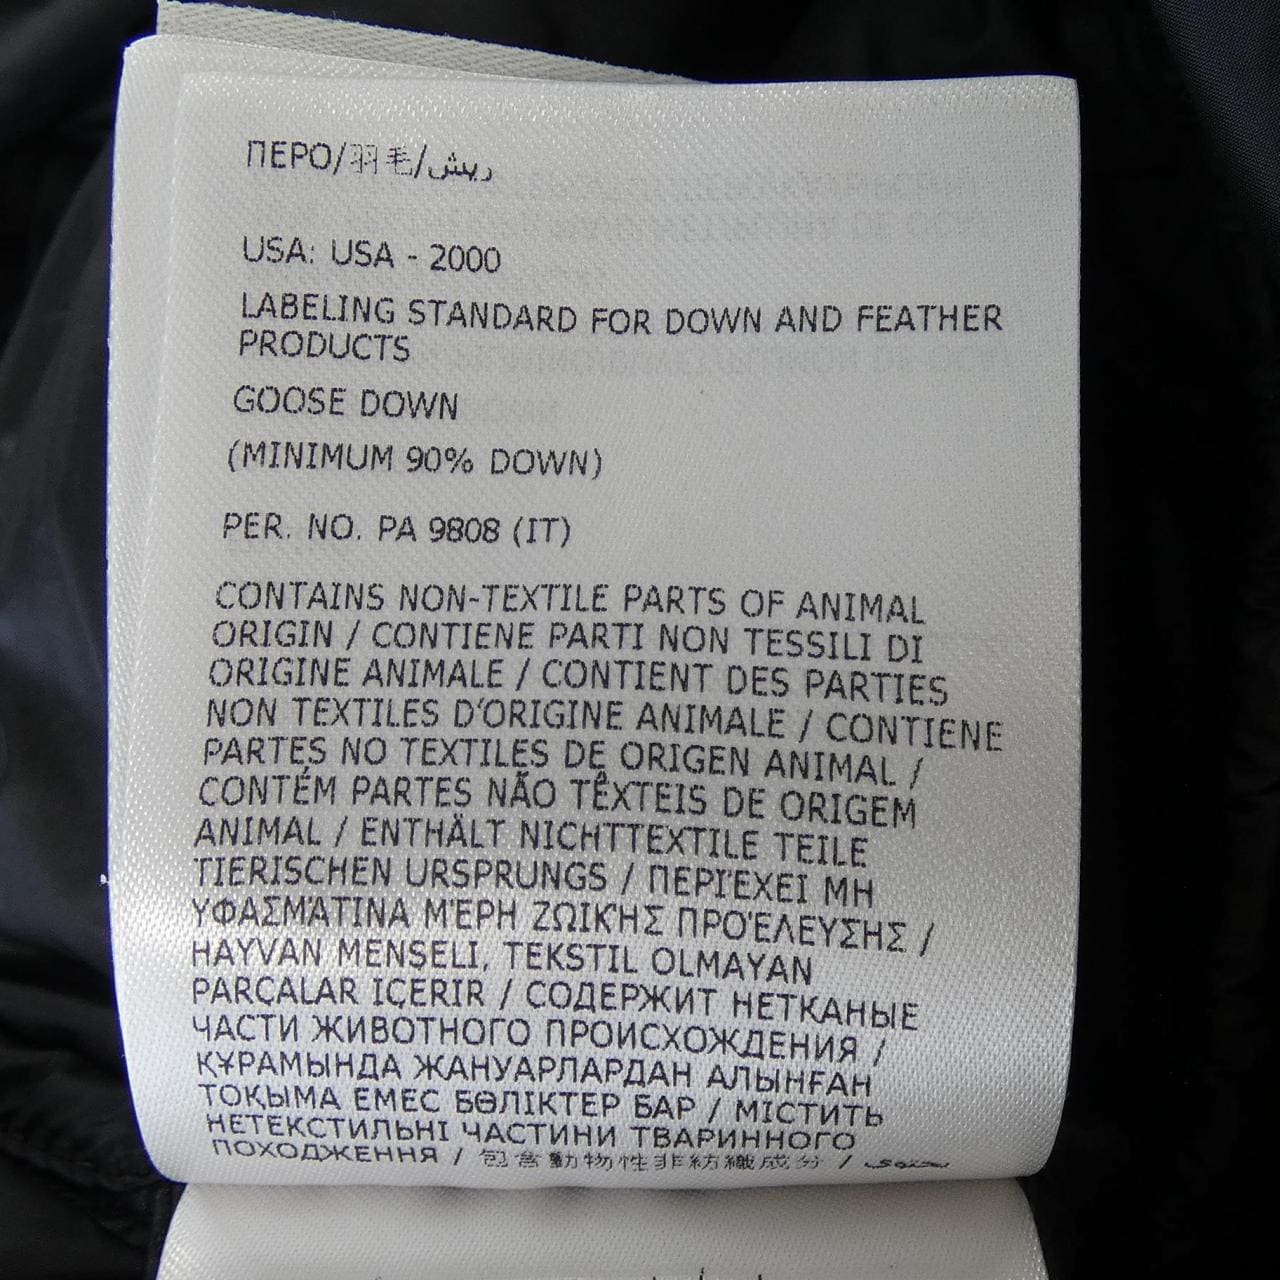 ПЕРО/羽毛/ريش
USA: USA - 2000
LABELING STANDARD FOR DOWN AND FEATHER
PRODUCTS
GOOSE DOWN
(MINIMUM 90% DOWN)
PER. NO. PA 9808 (IT)
CONTAINS NON-TEXTILE PARTS OF ANIMAL
ORIGIN / CONTIENE PARTI NON TESSILI DI
ORIGINE ANIMALE / CONTIENT DES PARTIES
NON TEXTILES D'ORIGINE ANIMALE / CONTIENE
PARTES NO TEXTILES DE ORIGEN ANIMAL /
CONTÉM PARTES NÃO TÊXTEIS DE ORIGEM
ANIMAL / ENTHÄLT NICHTTEXTILE TEILE
TIERISCHEN URSPRUNGS / ΠΕΡΙΈΧΕΙ ΜΗ
ΥΦΑΣΜΆΤΙΝΑ ΜΈΡΗ ΖΩΙΚΉΣ ΠΡΟΈΛΕΥΣΗΣ /
HAYVAN MENŞELI, TEKSTIL OLMAYAN
PARÇALAR IÇERIR / СОДЕРЖИТ НЕТКАНЫЕ
ЧАСТИ ЖИВОТНОГО ПРОИСХОЖДЕНИЯ /
ҚҰРАМЫНДА ЖАНУАРЛАРДАН АЛЫНҒАН
ТОҚЫМА ЕМЕС БӨЛІКТЕР БАР / МІСТИТЬ
НЕТЕКСТИЛЬНІ ЧАСТИНИ ТВАРИННОГО
ПОХОДЖЕННЯ / 包含動物性非紡織成分 /